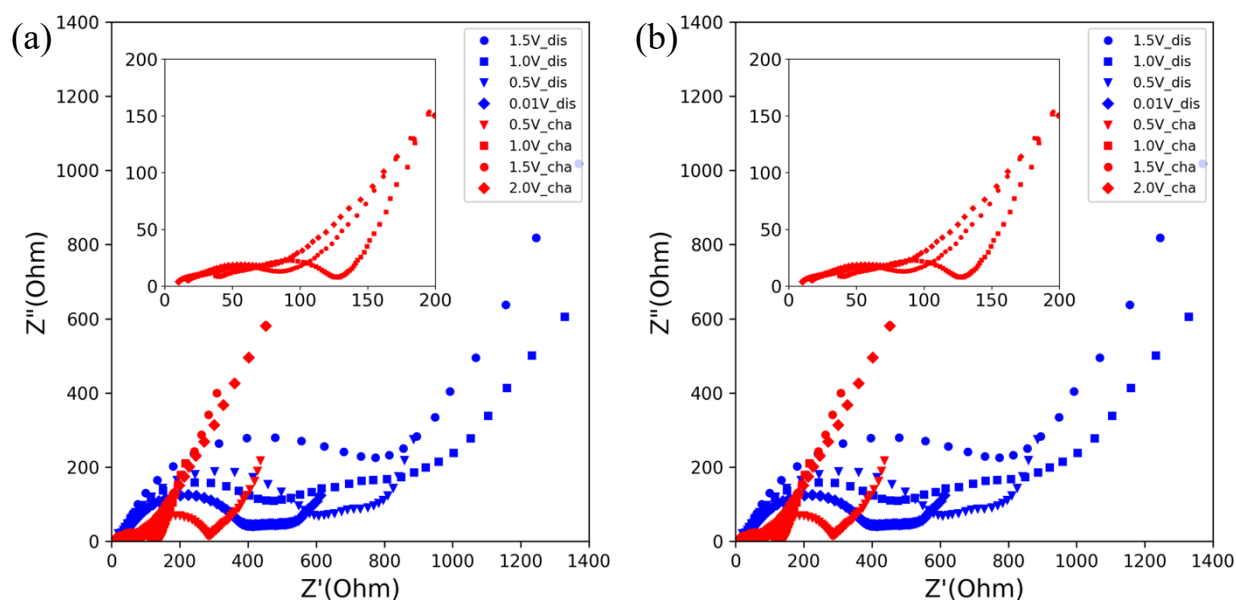 (a)
1400
1200
1000
800
600
400
200
0
Z"(Ohm)
0 200 400 600 800 1000 1200 1400
Z'(Ohm)
200
150
100
50
0
0 50 100 150 200
1.5V_dis
1.0V_dis
0.5V_dis
0.01V_dis
0.5V_cha
1.0V_cha
1.5V_cha
2.0V_cha
(b)
1400
1200
1000
800
600
400
200
0
Z"(Ohm)
0 200 400 600 800 1000 1200 1400
Z'(Ohm)
200
150
100
50
0
0 50 100 150 200
1.5V_dis
1.0V_dis
0.5V_dis
0.01V_dis
0.5V_cha
1.0V_cha
1.5V_cha
2.0V_cha